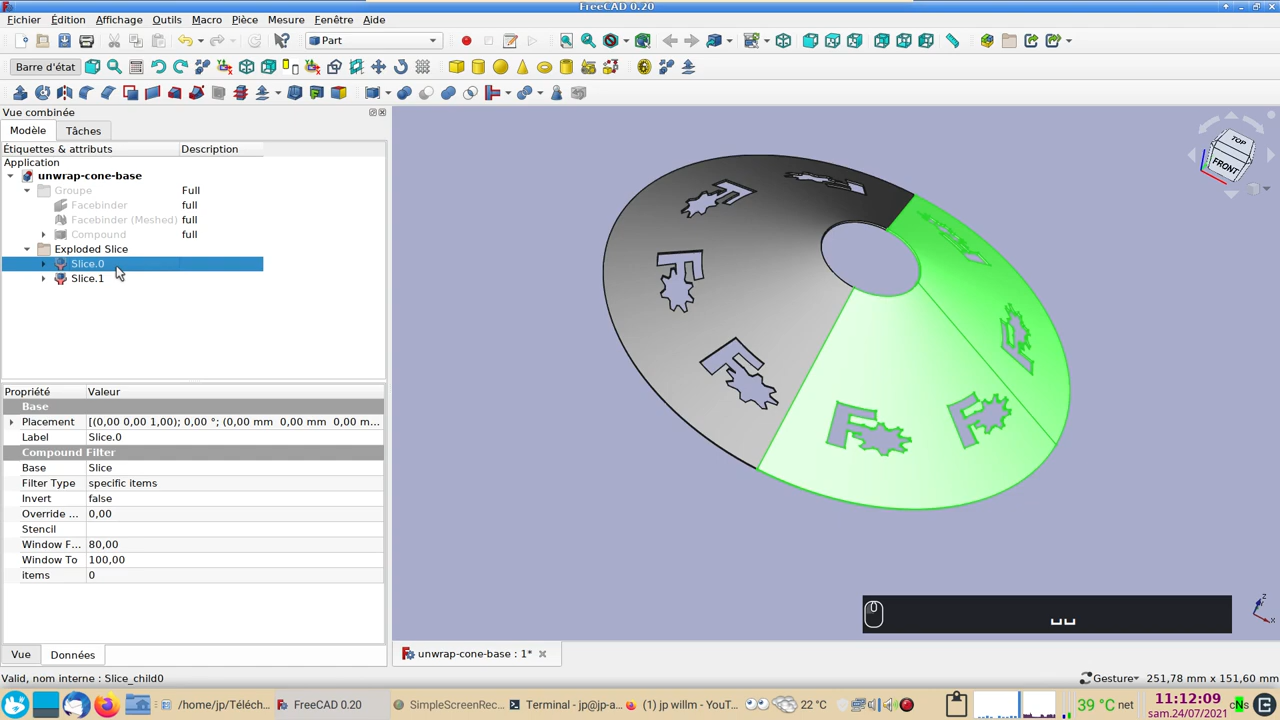 FreeCAD 0.20
Fichier Édition Affichage Outils Macro Pièce Mesure Fenêtre Aide
Part
Barre d'état
Vue combinée
Modèle Tâches
Étiquettes & attributs Description
Application
unwrap-cone-base
Groupe Full
Facebinder full
Facebinder (Meshed) full
Compound full
Exploded Slice
Slice.0
Slice.1
TOP
FRONT
Propriété Valeur
Base
Placement [(0,00 0,00 1,00); 0,00 °; (0,00 mm 0,00 mm 0,00 m...
Label Slice.0
Compound Filter
Base Slice
Filter Type specific items
Invert false
Override ... 0,00
Stencil
Window F... 80,00
Window To 100,00
items 0
Vue Données
unwrap-cone-base : 1*
Valid, nom interne : Slice_child0
Gesture 251,78 mm x 151,60 mm
/home/jp/Téléch...
FreeCAD 0.20
SimpleScreenRec...
Terminal - jp@jp-a...
jp willm - YouT...
22 °C
39 °C net
11:12:09
sam.24/07/2021
cNs